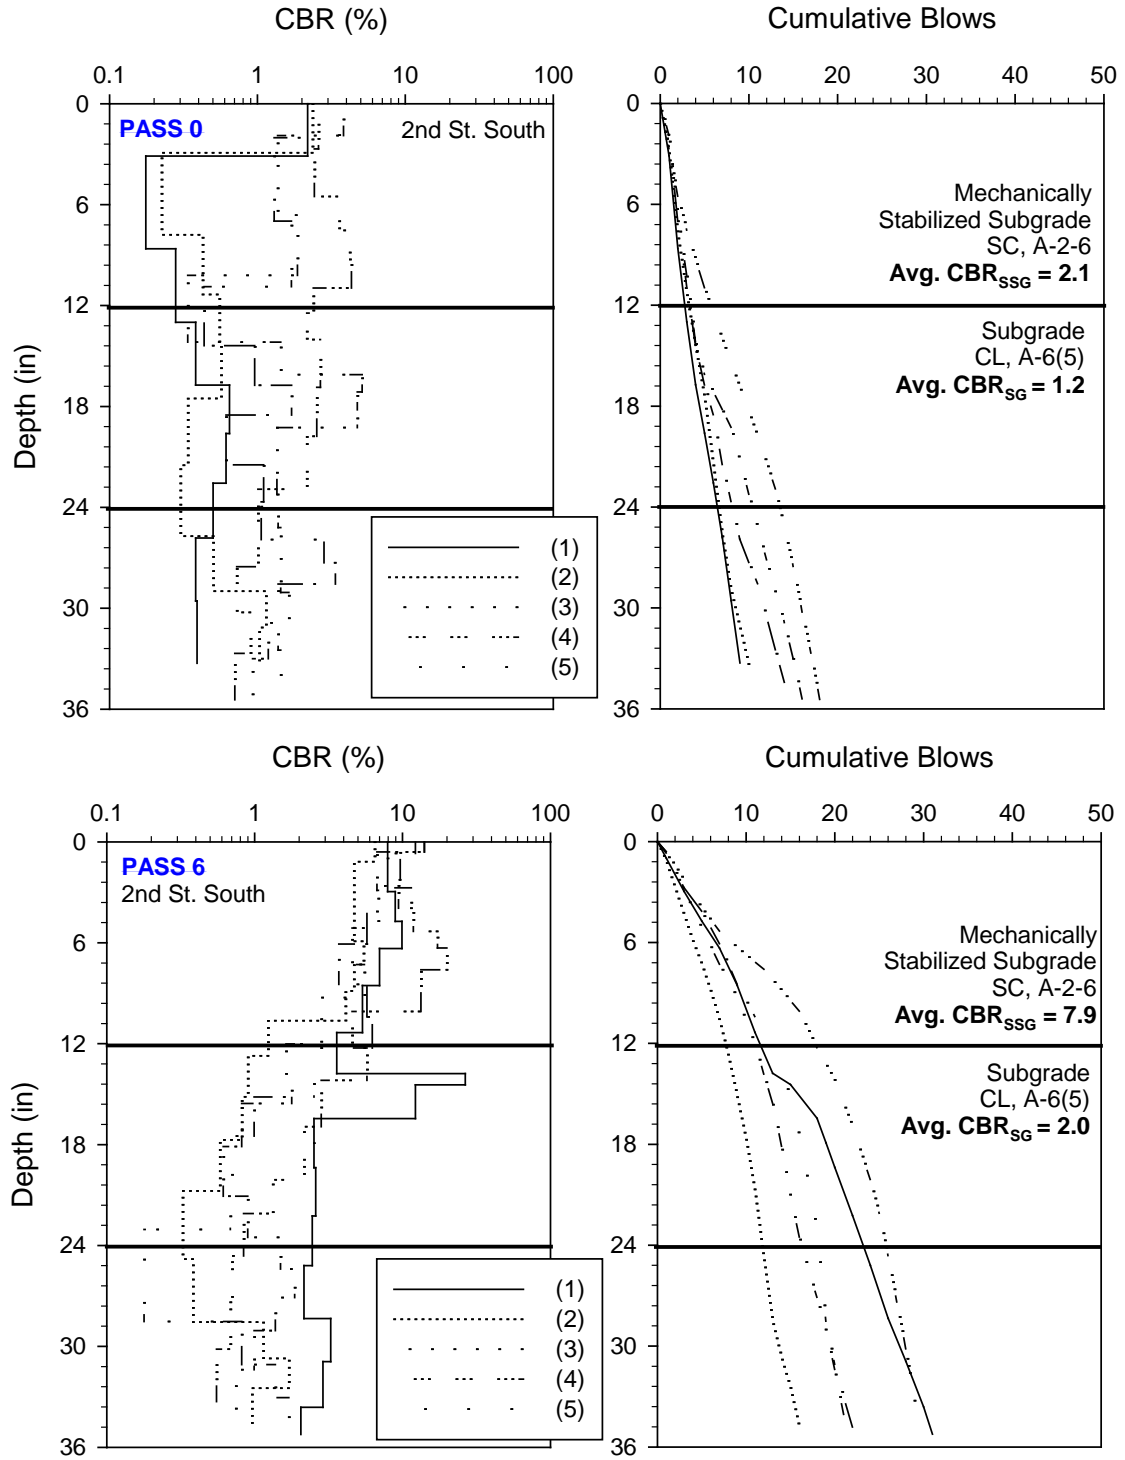 CBR (%)
Cumulative Blows
0.1 1 10 100
0 10 20 30 40 50
0
6
12
18
24
30
36
Depth (in)
PASS 0
2nd St. South
Mechanically
Stabilized Subgrade
SC, A-2-6
Avg. CBRSSG = 2.1
Subgrade
CL, A-6(5)
Avg. CBRSG = 1.2
(1)
(2)
(3)
(4)
(5)
CBR (%)
Cumulative Blows
0.1 1 10 100
0 10 20 30 40 50
0
6
12
18
24
30
36
Depth (in)
PASS 6
2nd St. South
Mechanically
Stabilized Subgrade
SC, A-2-6
Avg. CBRSSG = 7.9
Subgrade
CL, A-6(5)
Avg. CBRSG = 2.0
(1)
(2)
(3)
(4)
(5)